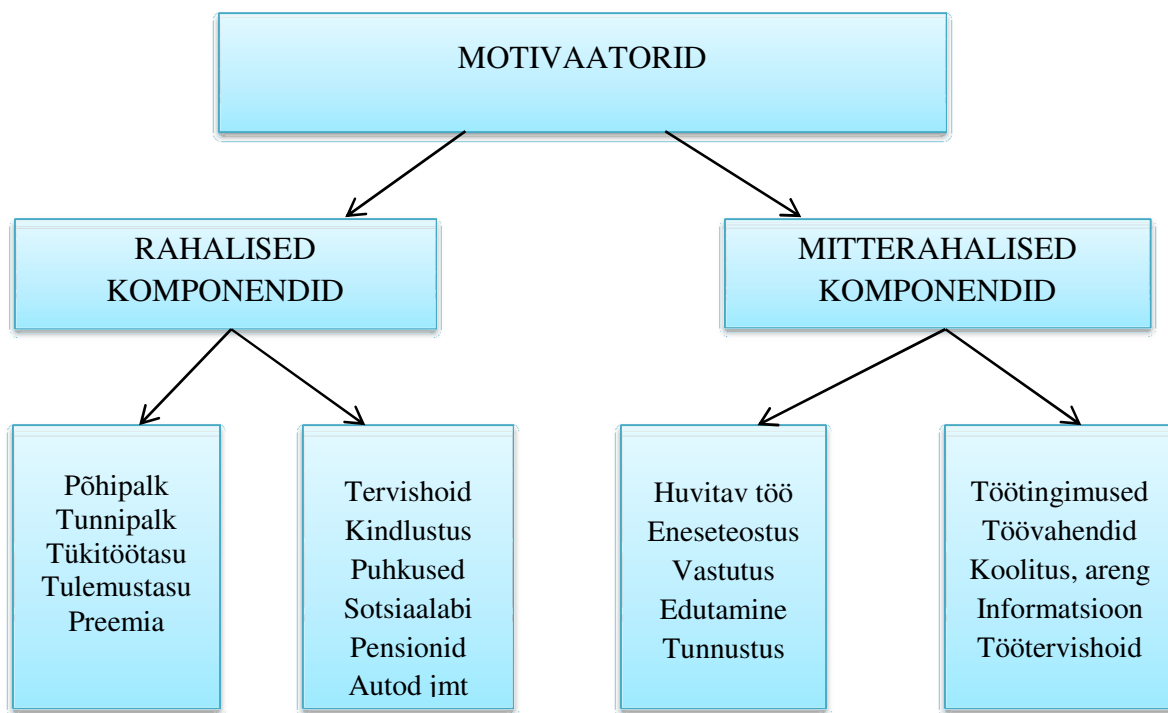 MOTIVAATORID
RAHALISED
KOMPONENDID
MITTERAHALISED
KOMPONENDID
Põhipalk
Tunnipalk
Tükitöötasu
Tulemustasu
Preemia
Tervishoid
Kindlustus
Puhkused
Sotsiaalabi
Pensionid
Autod jmt
Huvitav töö
Eneseteostus
Vastutus
Edutamine
Tunnustus
Töötingimused
Töövahendid
Koolitus, areng
Informatsioon
Töötervishoid